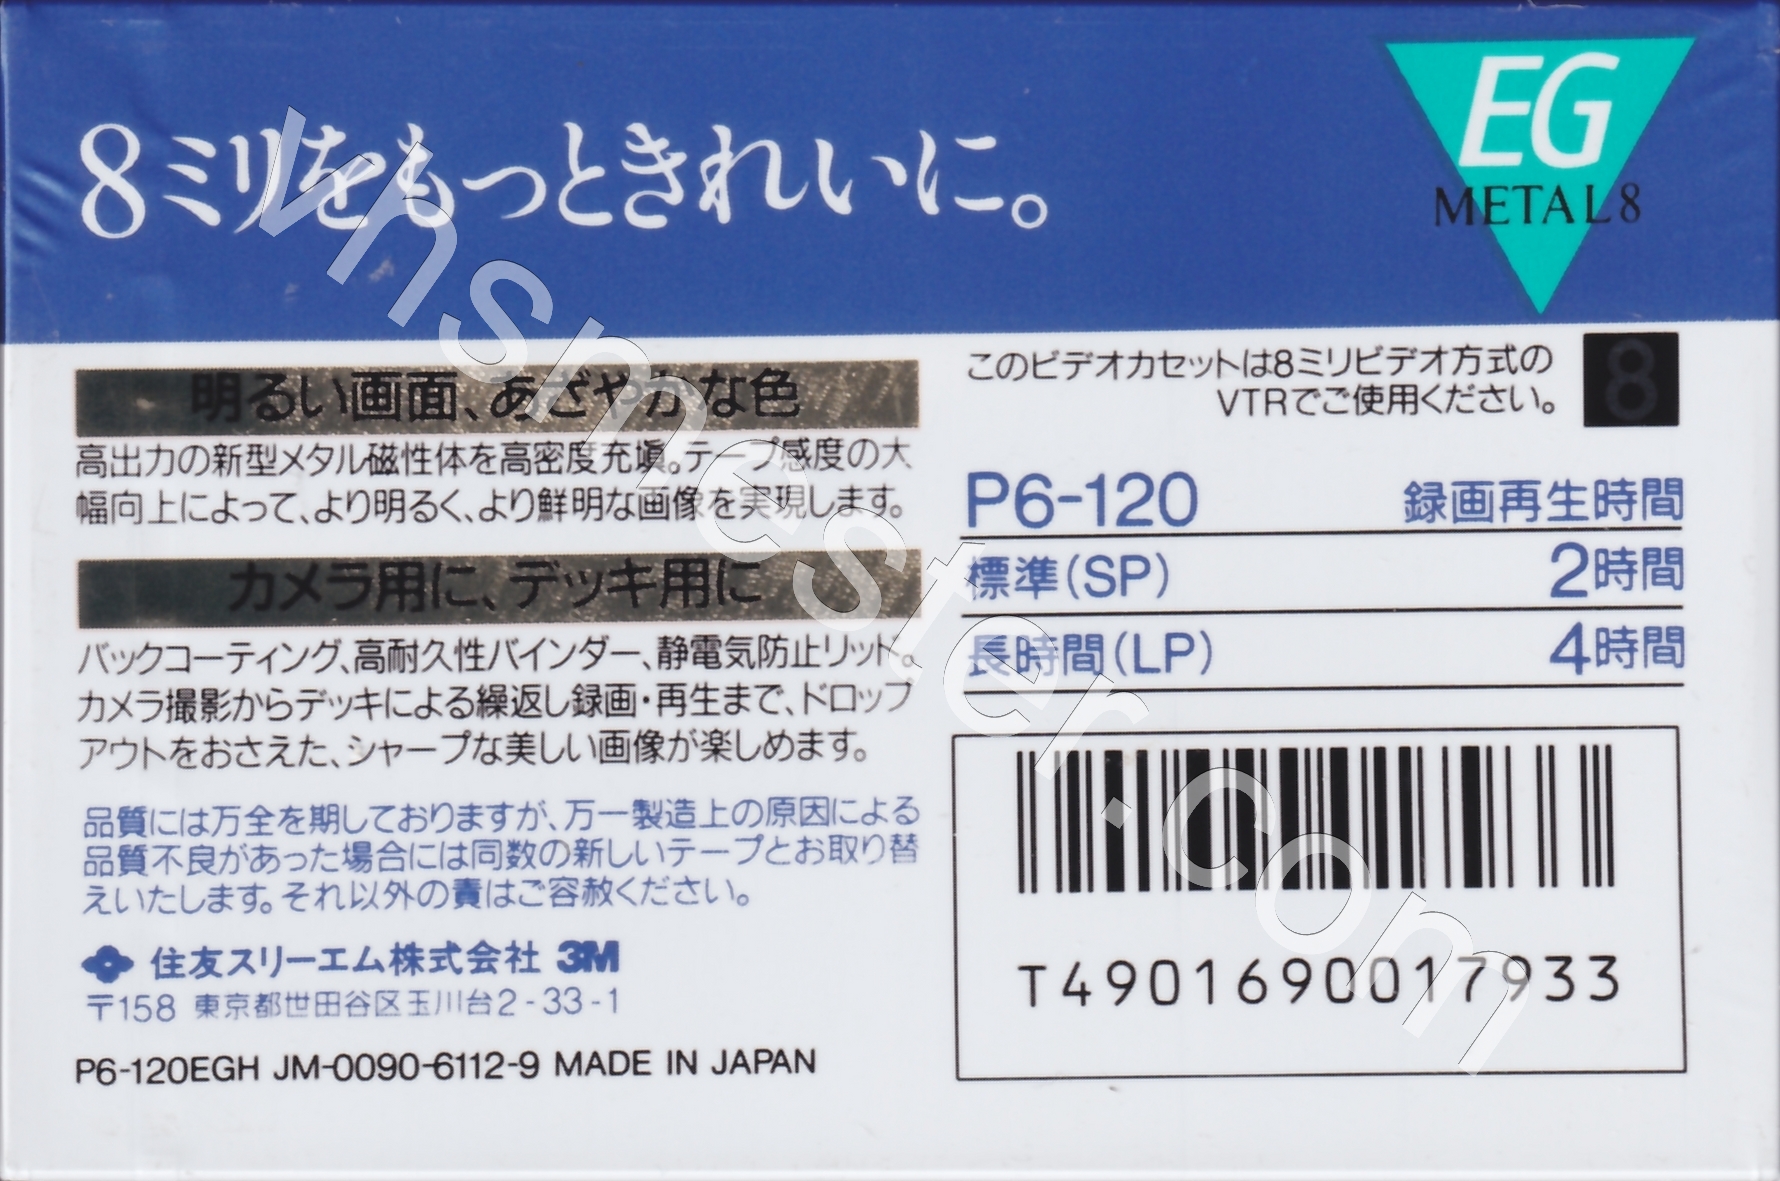 8ミリをもっときれいに。
EG
METAL8
明るい画面、あざやかな色
高出力の新型メタル磁性体を高密度充塡。テープ感度の大
幅向上によって、より明るく、より鮮明な画像を実現します。
カメラ用に、デッキ用に
バックコーティング、高耐久性バインダー、静電気防止リッド。
カメラ撮影からデッキによる繰返し録画・再生まで、ドロップ
アウトをおさえた、シャープな美しい画像が楽しめます。
品質には万全を期しておりますが、万一製造上の原因による
品質不良があった場合には同数の新しいテープとお取り替
えいたします。それ以外の責はご容赦ください。
住友スリーエム株式会社 3M
〒158 東京都世田谷区玉川台2-33-1
P6-120EGH JM-0090-6112-9 MADE IN JAPAN
このビデオカセットは8ミリビデオ方式の
VTRでご使用ください。
8
P6-120 録画再生時間
標準(SP) 2時間
長時間(LP) 4時間
T4901690017933
vhsmester.com